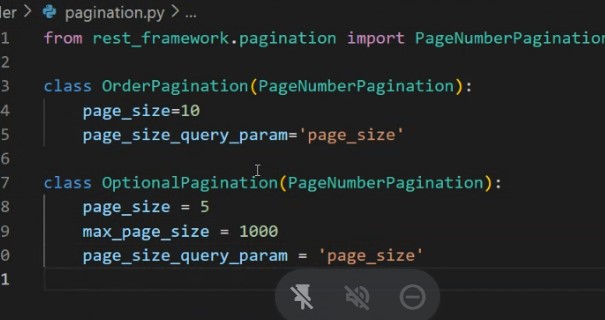 der > pagination.py > ...
1 from rest_framework.pagination import PageNumberPagination
2
3 class OrderPagination(PageNumberPagination):
4 page_size=10
5 page_size_query_param='page_size'
6
7 class OptionalPagination(PageNumberPagination):
8 page_size = 5
9 max_page_size = 1000
0 page_size_query_param = 'page_size'
1